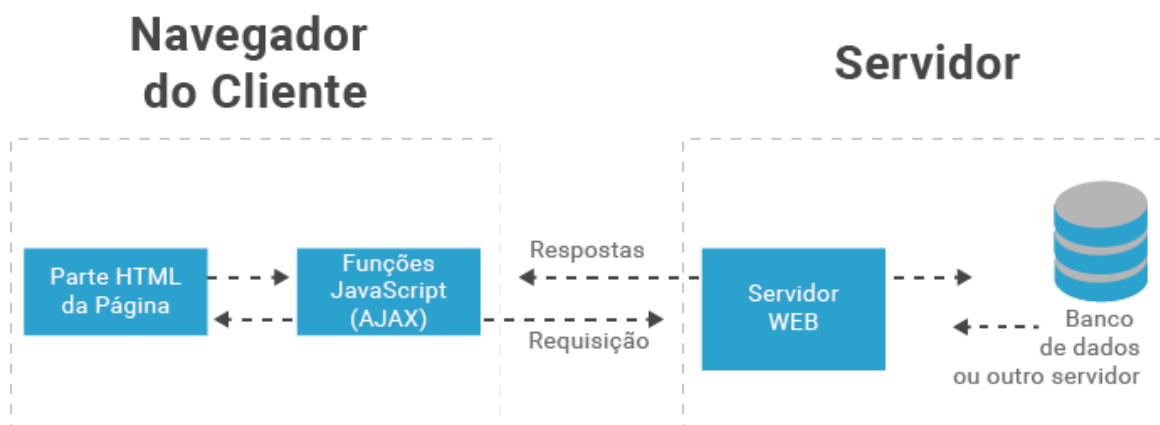 Navegador
do Cliente
Servidor
Parte HTML
da Página
Funções
JavaScript
(AJAX)
Respostas
Requisição
Servidor
WEB
Banco
de dados
ou outro servidor